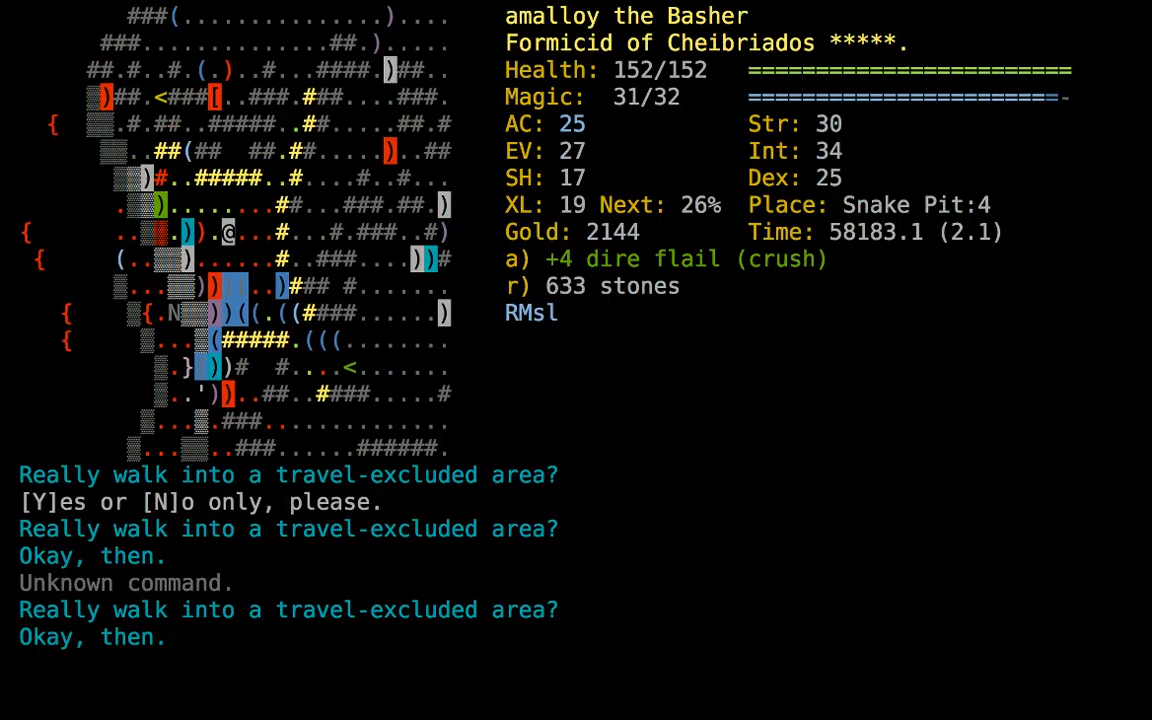 amalloy the Basher
Formicid of Cheibriados *****.
Health: 152/152
Magic: 31/32
AC: 25 Str: 30
EV: 27 Int: 34
SH: 17 Dex: 25
XL: 19 Next: 26% Place: Snake Pit:4
Gold: 2144 Time: 58183.1 (2.1)
a) +4 dire flail (crush)
r) 633 stones
RMsl
Really walk into a travel-excluded area?
[Y]es or [N]o only, please.
Really walk into a travel-excluded area?
Okay, then.
Unknown command.
Really walk into a travel-excluded area?
Okay, then.